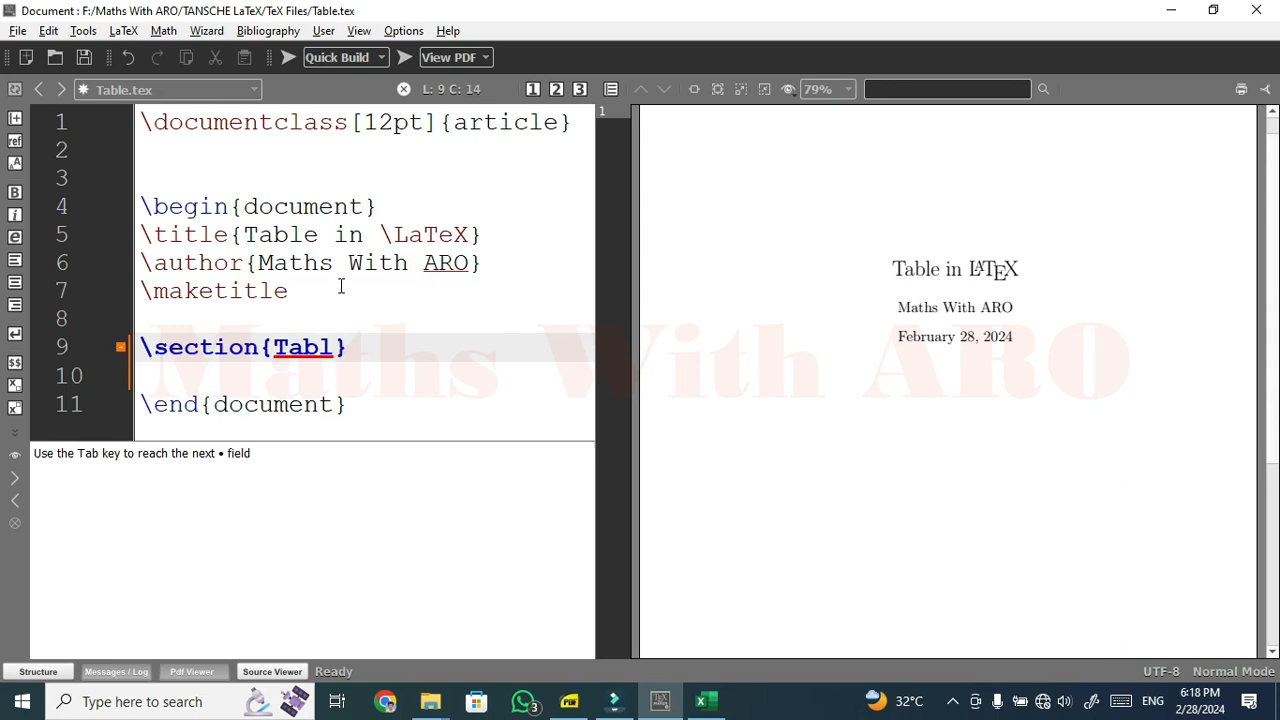 Document : F:/Maths With ARO/TANSCHE LaTeX/TeX Files/Table.tex
File Edit Tools LaTeX Math Wizard Bibliography User View Options Help
Quick Build View PDF
Table.tex L: 9 C: 14 1 2 3 79%
1 \documentclass[12pt]{article}
2
3
4 \begin{document}
5 \title{Table in \LaTeX}
6 \author{Maths With ARO}
7 \maketitle
8
9 \section{Tabl}
10
11 \end{document}
Use the Tab key to reach the next • field
1
Table in LATEX
Maths With ARO
February 28, 2024
Maths With ARO
Structure Messages / Log Pdf Viewer Source Viewer Ready UTF-8 Normal Mode
Type here to search 3 32°C ENG 6:18 PM
2/28/2024